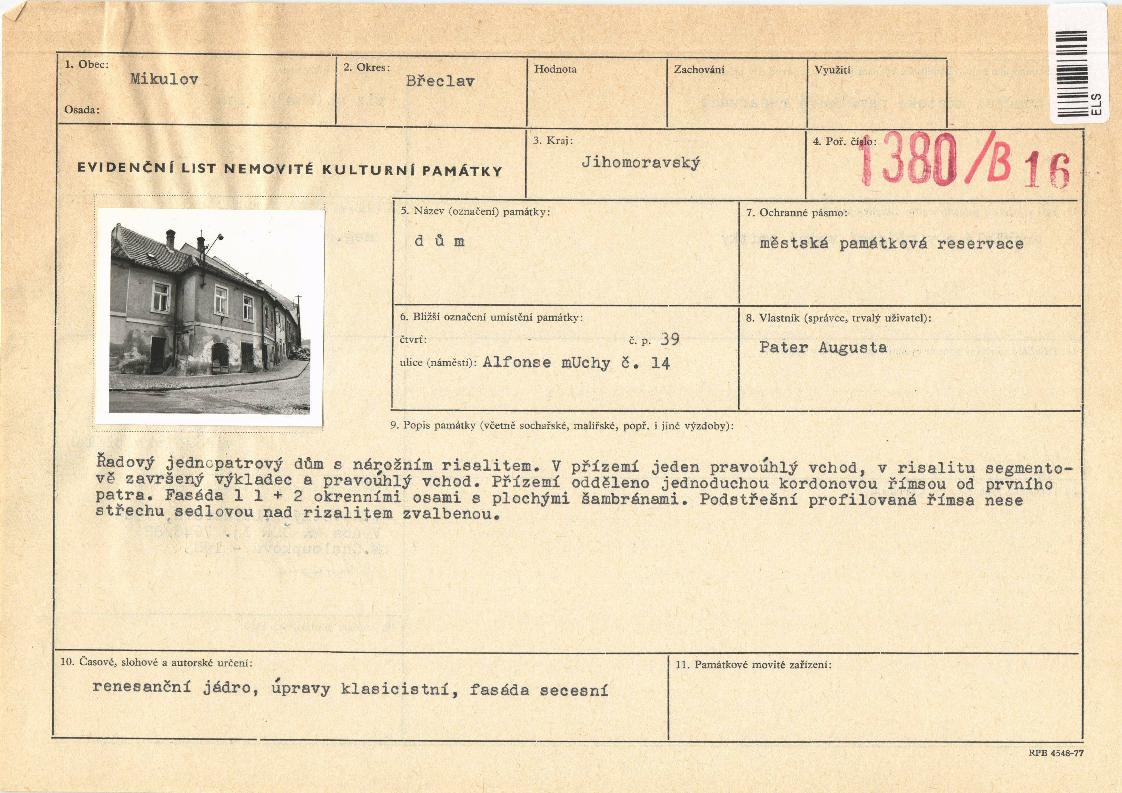 1. Obec:
Mikulov
Osada:
2. Okres:
Břeclav
Hodnota
Zachování
Využití
ELS
EVIDENČNÍ LIST NEMOVITÉ KULTURNÍ PAMÁTKY
3. Kraj:
Jihomoravský
4. Poř. číslo:
1380/B 16
5. Název (označení) památky:
d ů m
7. Ochranné pásmo:
městská památková reservace
6. Bližší označení umístění památky:
čtvrť: č. p. 39
ulice (náměstí): Alfonse mUchy č. 14
8. Vlastník (správce, trvalý uživatel):
Pater Augusta
9. Popis památky (včetně sochařské, malířské, popř. i jiné výzdoby):
Řadový jednopatrový dům s nárožním risalitem. V přízemí jeden pravoúhlý vchod, v risalitu segmento-
vě završený výkladec a pravoúhlý vchod. Přízemí odděleno jednoduchou kordonovou římsou od prvního
patra. Fasáda 1 1 + 2 okrenními osami s plochými šambránami. Podstřešní profilovaná římsa nese
střechu sedlovou nad rizalitem zvalbenou.
10. Časové, slohové a autorské určení:
renesanční jádro, úpravy klasicistní, fasáda secesní
11. Památkové movité zařízení:
RPE 4548-77